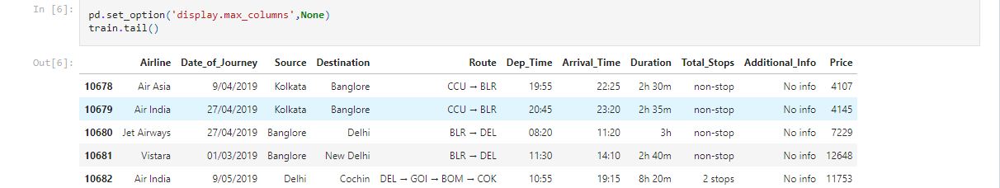 In [6]: pd.set_option('display.max_columns',None)
train.tail()
Out[6]: Airline Date_of_Journey Source Destination Route Dep_Time Arrival_Time Duration Total_Stops Additional_Info Price
10678 Air Asia 9/04/2019 Kolkata Banglore CCU → BLR 19:55 22:25 2h 30m non-stop No info 4107
10679 Air India 27/04/2019 Kolkata Banglore CCU → BLR 20:45 23:20 2h 35m non-stop No info 4145
10680 Jet Airways 27/04/2019 Banglore Delhi BLR → DEL 08:20 11:20 3h non-stop No info 7229
10681 Vistara 01/03/2019 Banglore New Delhi BLR → DEL 11:30 14:10 2h 40m non-stop No info 12648
10682 Air India 9/05/2019 Delhi Cochin DEL → GOI → BOM → COK 10:55 19:15 8h 20m 2 stops No info 11753